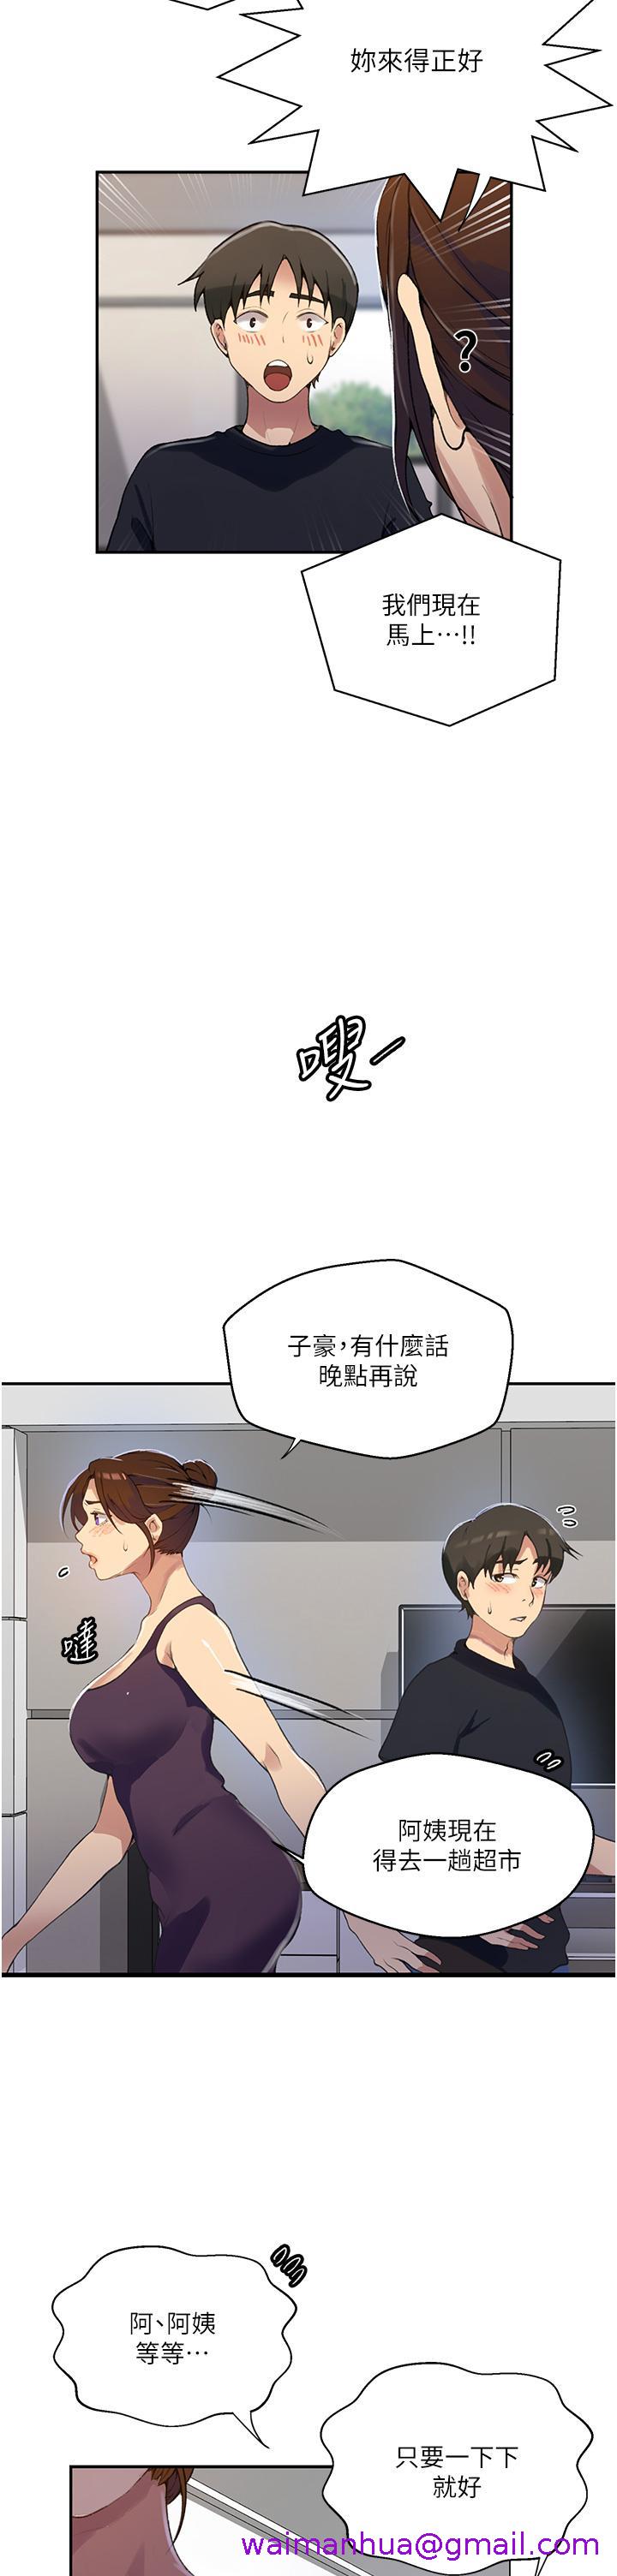 妳來得正好
?
我們現在
馬上⋯!!
嗖—
子豪,有什麼話
晚點再說
噠
阿姨現在
得去一趟超市
阿、阿姨
等等⋯
只要一下下
就好
waimanhua@gmail.com